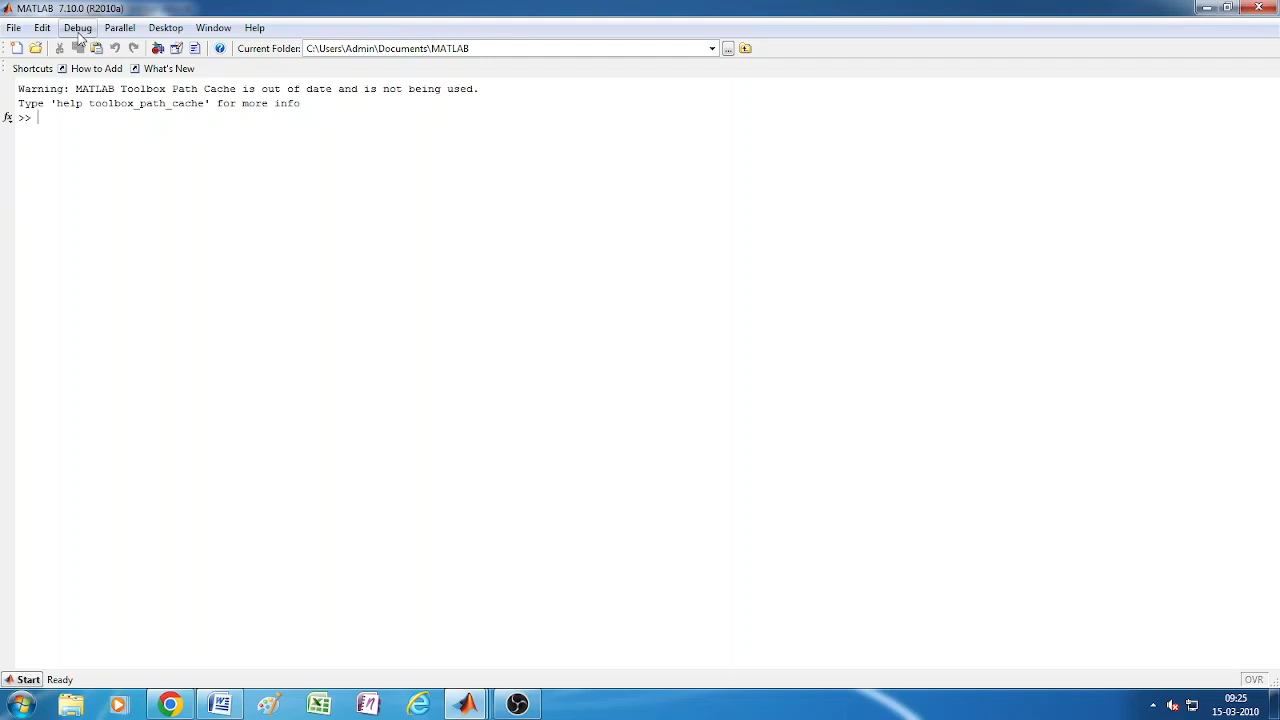 MATLAB 7.10.0 (R2010a)
File Edit Debug Parallel Desktop Window Help
Current Folder: C:\Users\Admin\Documents\MATLAB
Shortcuts How to Add What's New
Warning: MATLAB Toolbox Path Cache is out of date and is not being used.
Type 'help toolbox_path_cache' for more info
fx >>
Start Ready OVR
09:25
15-03-2010